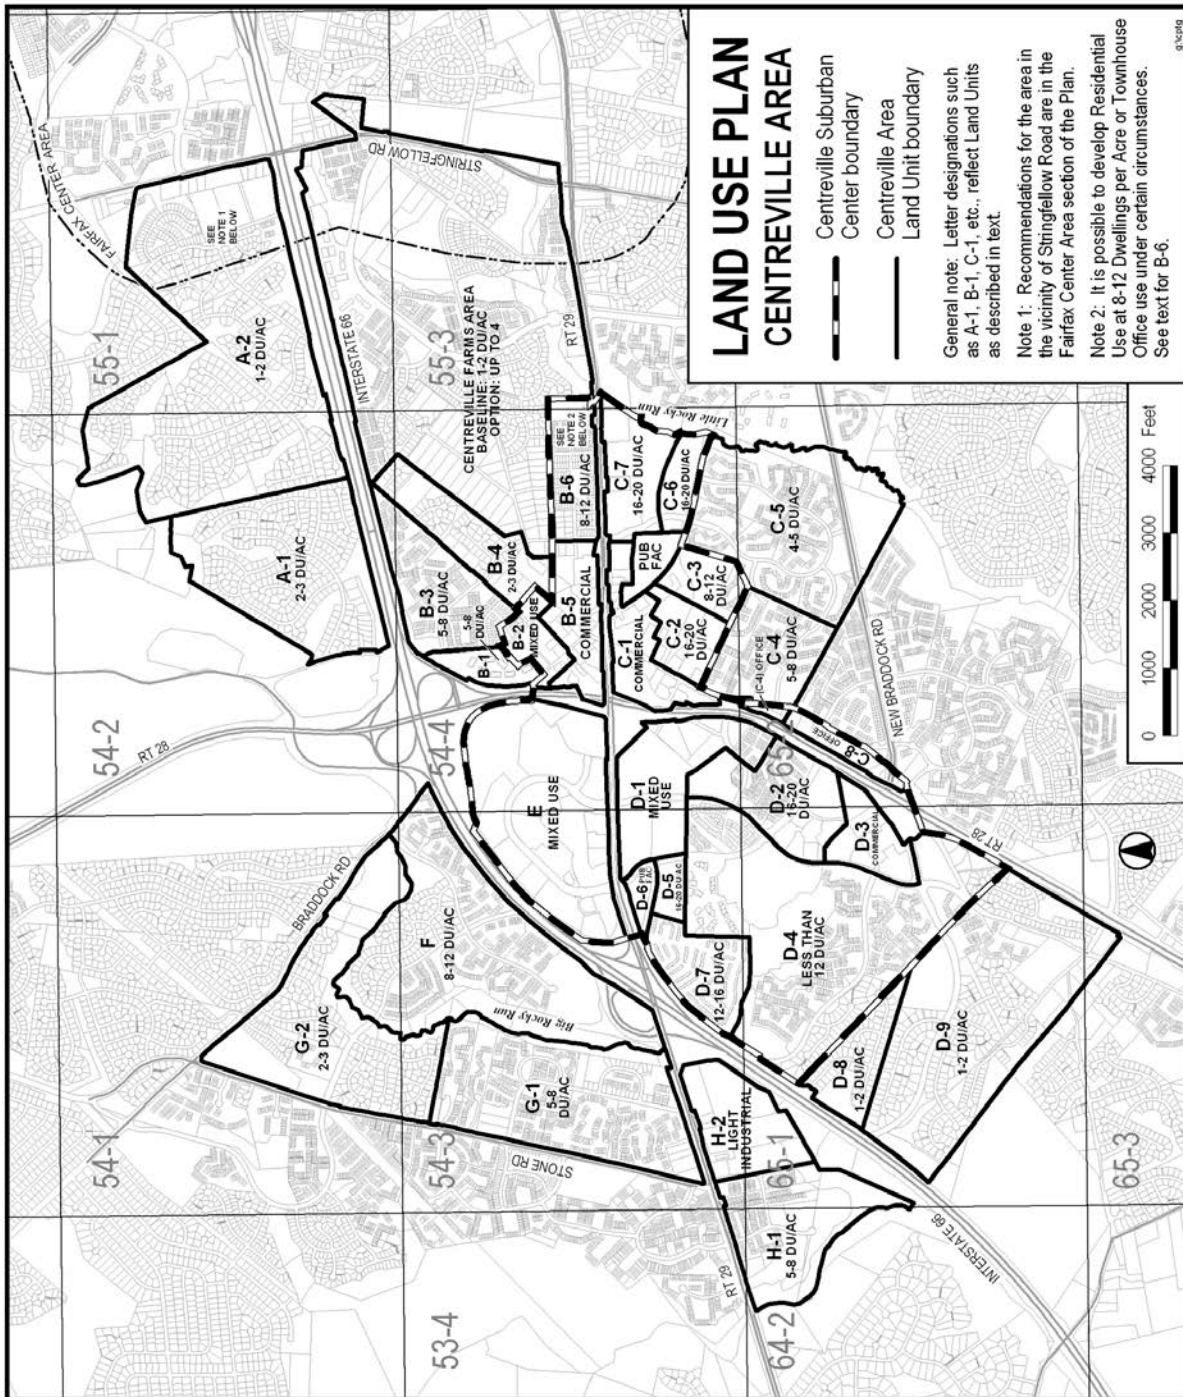 LAND USE PLAN
CENTREVILLE AREA
Centreville Suburban
Center boundary
Centreville Area
Land Unit boundary
General note: Letter designations such
as A-1, B-1, C-1, etc., reflect Land Units
as described in text.
Note 1: Recommendations for the area in
the vicinity of Stringfellow Road are in the
Fairfax Center Area section of the Plan.
Note 2: It is possible to develop Residential
Use at 8-12 Dwellings per Acre or Townhouse
Office use under certain circumstances.
See text for B-6.
0 1000 2000 3000 4000 Feet
54-1
54-2
55-1
53-4
54-3
54-4
55-3
64-2
65-1
65-3
FAIRFAX CENTER AREA
STRINGFELLOW RD
SEE
NOTE 1
BELOW
A-2
1-2 DU/AC
A-1
2-3 DU/AC
INTERSTATE 66
RT 28
CENTREVILLE FARMS AREA
BASELINE: 1-2 DU/AC
OPTION: UP TO 4
RT 29
B-3
5-8 DU/AC
5-8
DU/AC
B-1
B-4
2-3 DU/AC
B-2
MIXED USE
B-5
COMMERCIAL
B-6
8-12 DU/AC
SEE
NOTE 2
BELOW
Little Rocky Run
C-7
16-20 DU/AC
C-6
16-20 DU/AC
PUB
FAC
C-1
COMMERCIAL
C-2
16-20
DU/AC
C-3
8-12
DU/AC
C-5
4-5 DU/AC
(C-4) OFFICE
C-4
5-8 DU/AC
C-8
OFFICE
NEW BRADDOCK RD
E
MIXED USE
D-1
MIXED
USE
D-2
16-20
DU/AC
D-3
COMMERCIAL
RT 28
D-6
PUB
FAC
D-5
16-20 DU/AC
D-4
LESS THAN
12 DU/AC
D-7
12-16 DU/AC
D-8
1-2 DU/AC
D-9
1-2 DU/AC
BRADDOCK RD
F
8-12 DU/AC
Big Rocky Run
G-2
2-3 DU/AC
G-1
5-8
DU/AC
STONE RD
H-2
LIGHT
INDUSTRIAL
H-1
5-8 DU/AC
RT 29
INTERSTATE 66